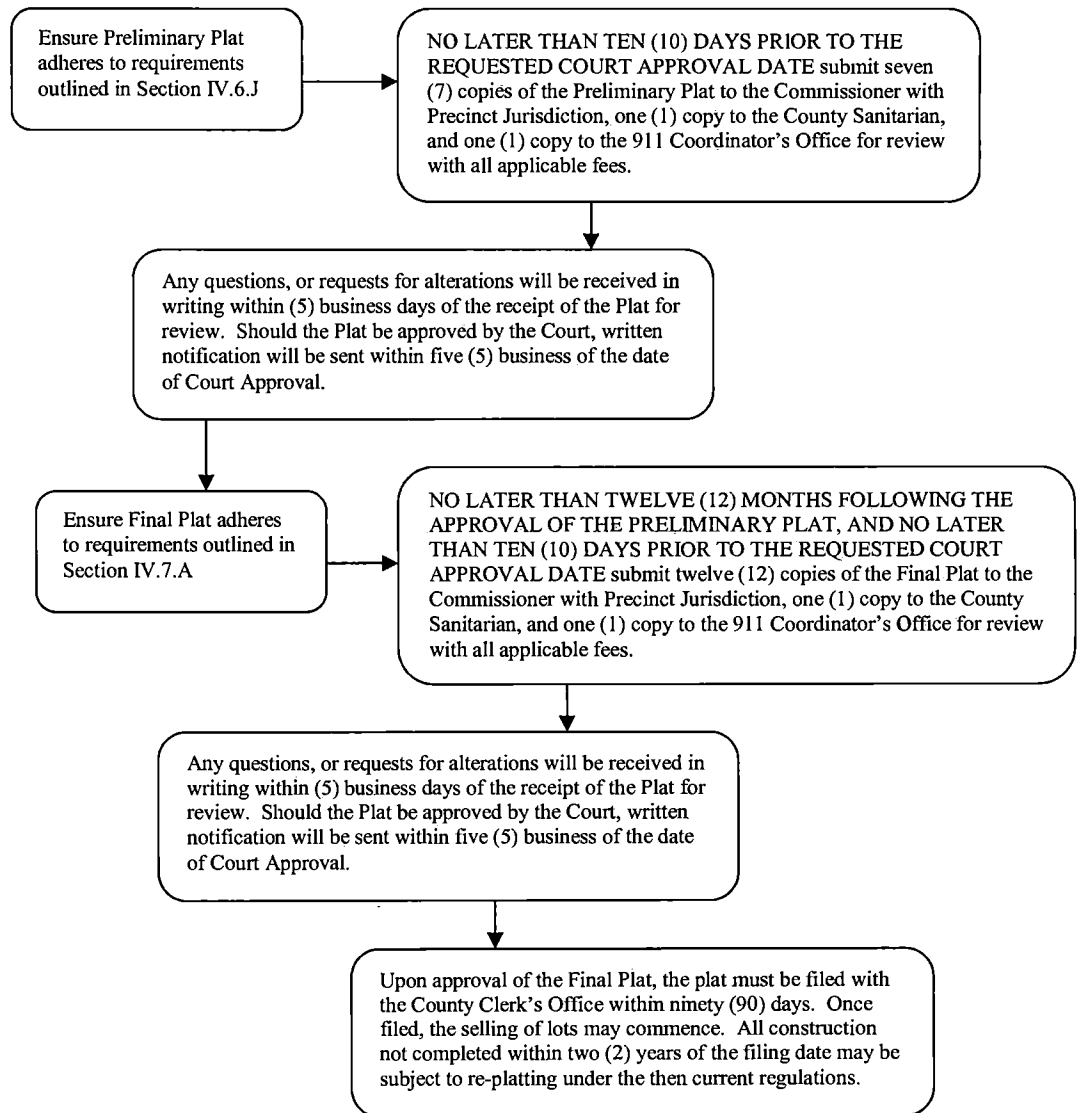 Ensure Preliminary Plat
adheres to requirements
outlined in Section IV.6.J
NO LATER THAN TEN (10) DAYS PRIOR TO THE
REQUESTED COURT APPROVAL DATE submit seven
(7) copies of the Preliminary Plat to the Commissioner with
Precinct Jurisdiction, one (1) copy to the County Sanitarian,
and one (1) copy to the 911 Coordinator's Office for review
with all applicable fees.
Any questions, or requests for alterations will be received in
writing within (5) business days of the receipt of the Plat for
review.  Should the Plat be approved by the Court, written
notification will be sent within five (5) business of the date
of Court Approval.
Ensure Final Plat adheres
to requirements outlined in
Section IV.7.A
NO LATER THAN TWELVE (12) MONTHS FOLLOWING THE
APPROVAL OF THE PRELIMINARY PLAT, AND NO LATER
THAN TEN (10) DAYS PRIOR TO THE REQUESTED COURT
APPROVAL DATE submit twelve (12) copies of the Final Plat to the
Commissioner with Precinct Jurisdiction, one (1) copy to the County
Sanitarian, and one (1) copy to the 911 Coordinator's Office for review
with all applicable fees.
Any questions, or requests for alterations will be received in
writing within (5) business days of the receipt of the Plat for
review.  Should the Plat be approved by the Court, written
notification will be sent within five (5) business of the date
of Court Approval.
Upon approval of the Final Plat, the plat must be filed with
the County Clerk's Office within ninety (90) days.  Once
filed, the selling of lots may commence.  All construction
not completed within two (2) years of the filing date may be
subject to re-platting under the then current regulations.